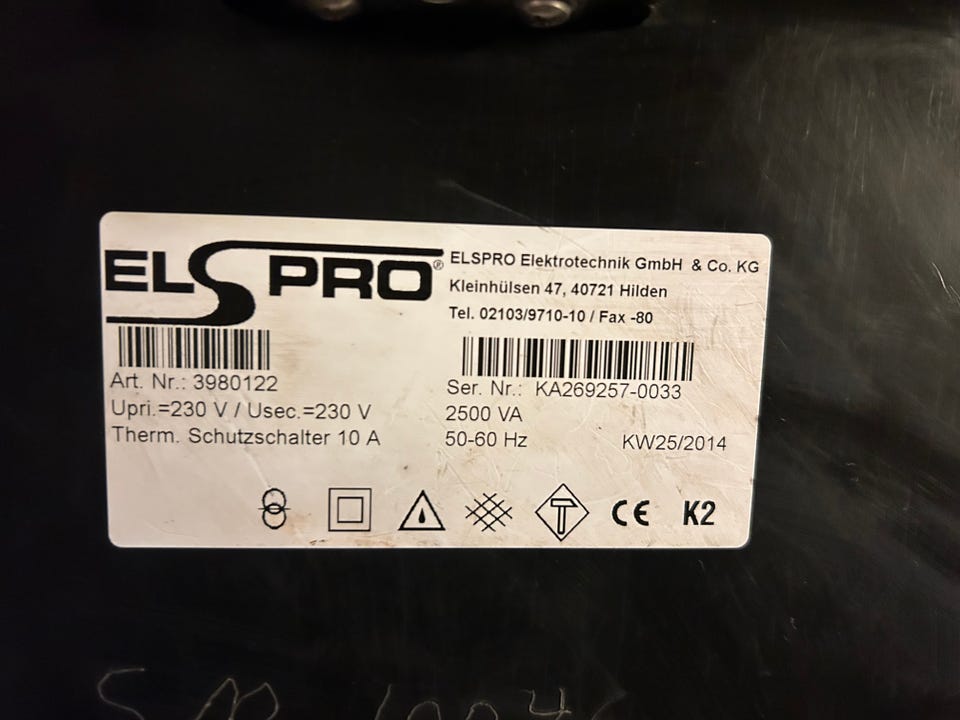 ELSPRO®
ELSPRO Elektrotechnik GmbH & Co. KG
Kleinhülsen 47, 40721 Hilden
Tel. 02103/9710-10 / Fax -80
Art. Nr.: 3980122
Ser. Nr.: KA269257-0033
Upri.=230 V / Usec.=230 V
2500 VA
Therm. Schutzschalter 10 A
50-60 Hz
KW25/2014
CE
K2